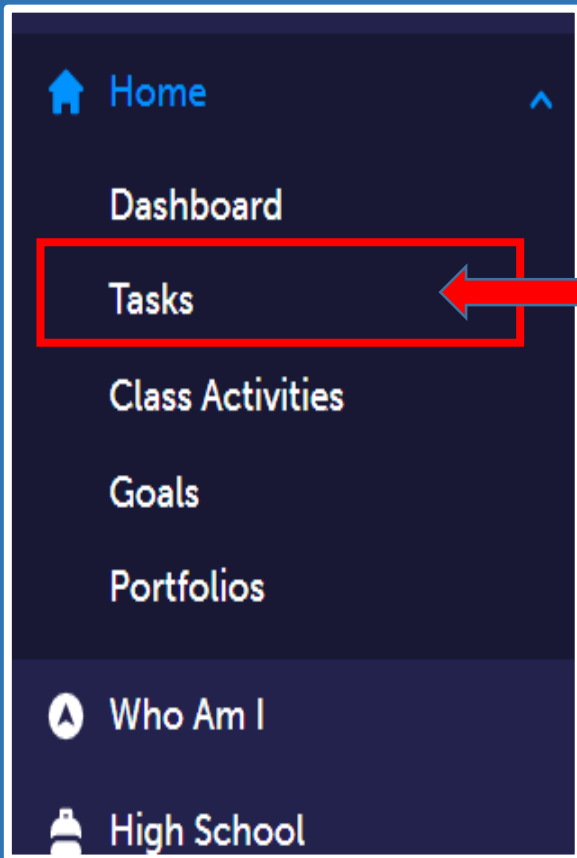 Home
Dashboard
Tasks
Class Activities
Goals
Portfolios
Who Am I
High School